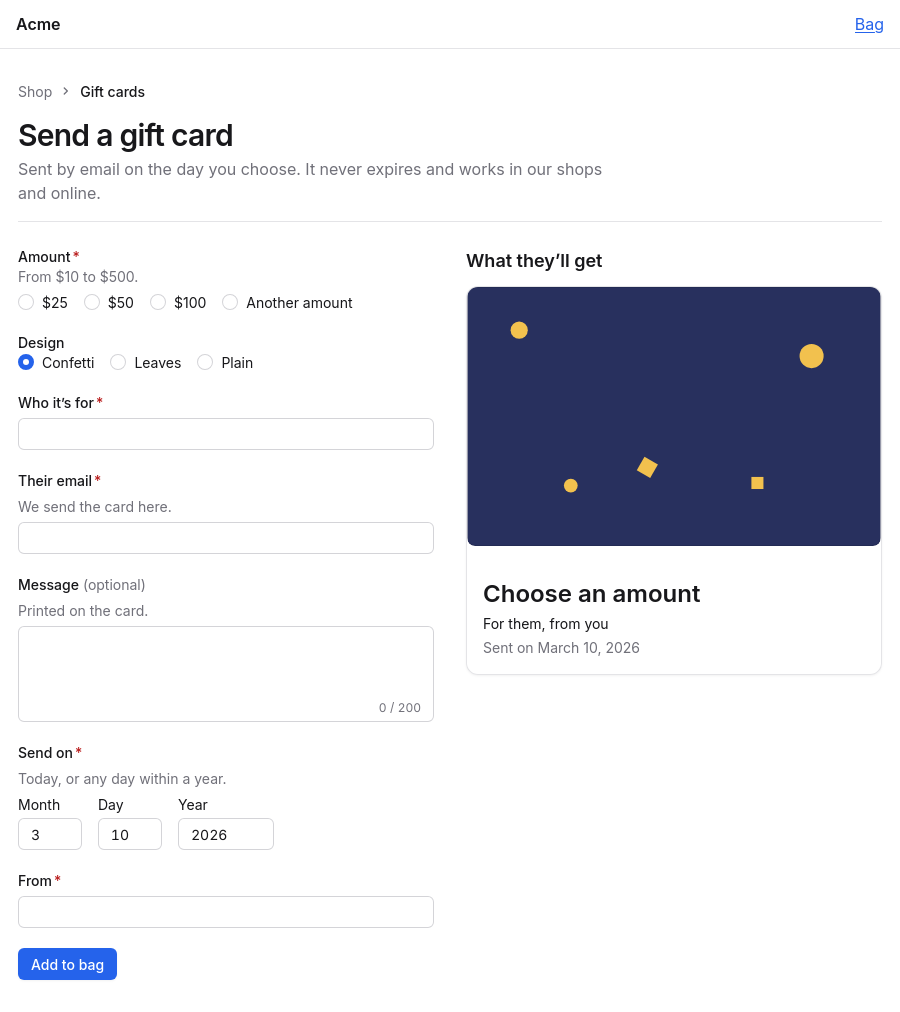 Acme
Bag
Shop > Gift cards
Send a gift card
Sent by email on the day you choose. It never expires and works in our shops
and online.
Amount*
From $10 to $500.
$25 $50 $100 Another amount
Design
Confetti Leaves Plain
Who it’s for*
Their email*
We send the card here.
Message (optional)
Printed on the card.
0 / 200
Send on*
Today, or any day within a year.
Month Day Year
3 10 2026
From*
Add to bag
What they’ll get
Choose an amount
For them, from you
Sent on March 10, 2026